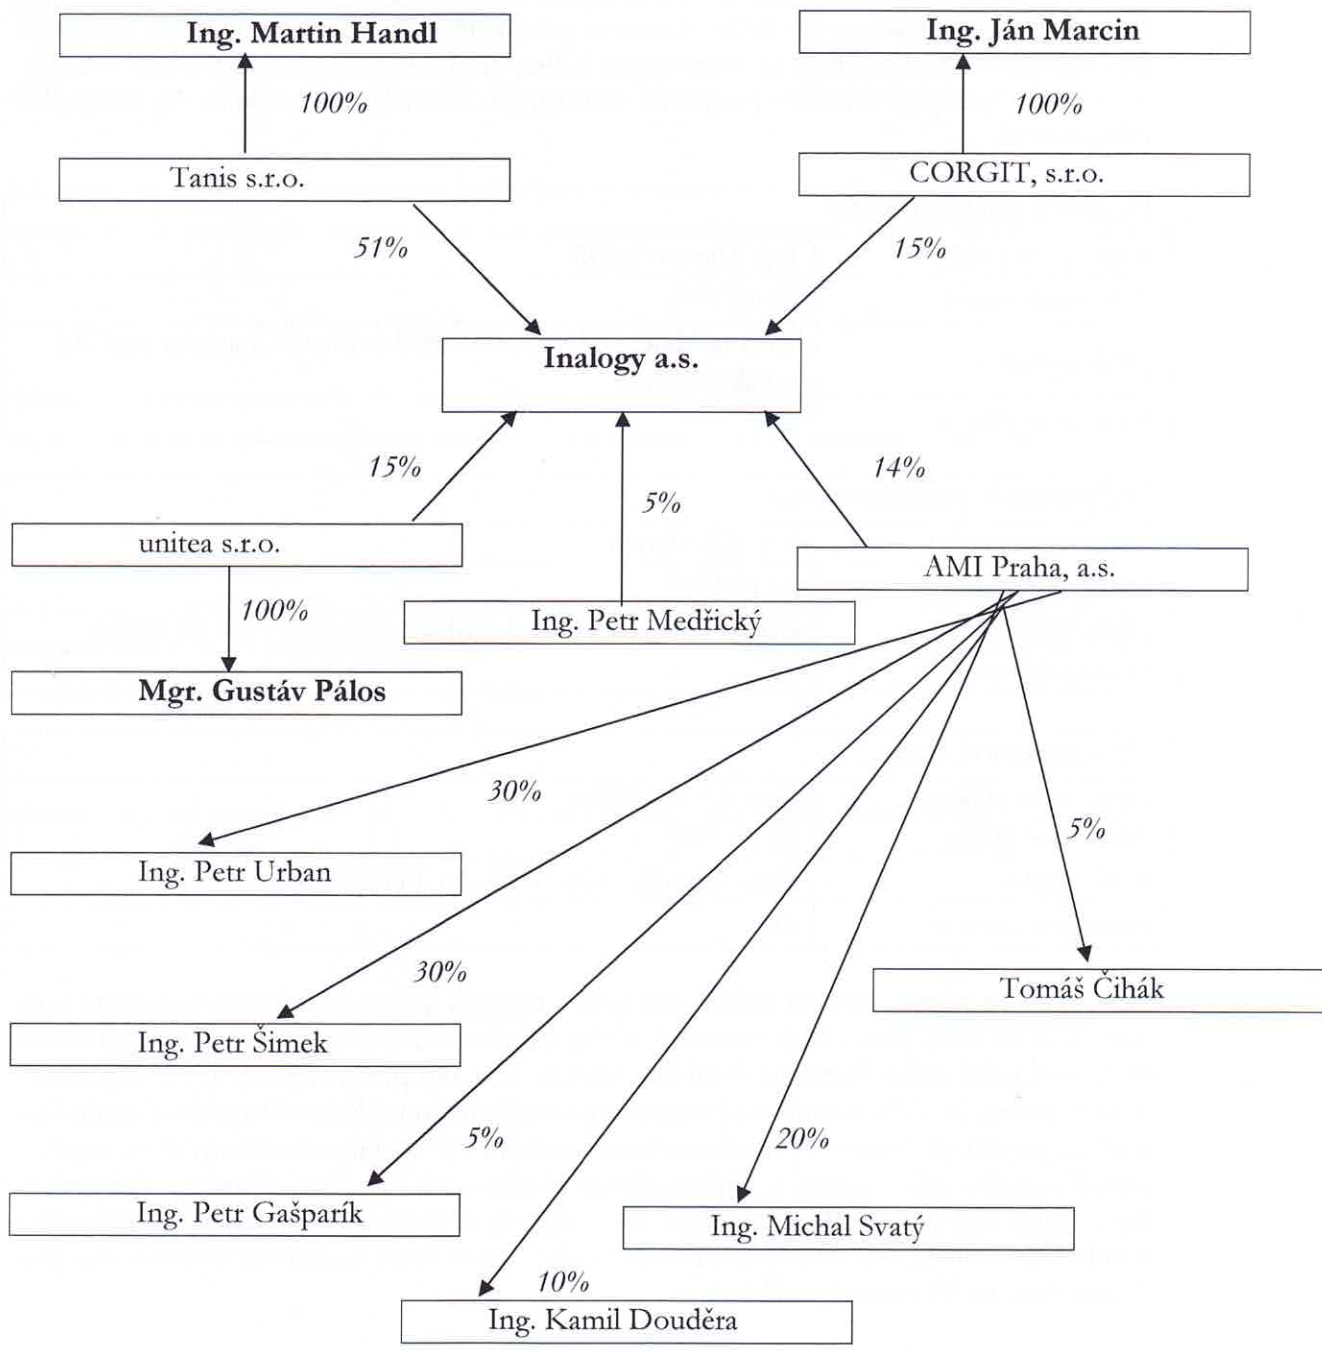 Ing. Martin Handl
Ing. Ján Marcin
100%
100%
Tanis s.r.o.
CORGIT, s.r.o.
51%
15%
Inalogy a.s.
15%
14%
5%
unitea s.r.o.
AMI Praha, a.s.
100%
Ing. Petr Medřický
Mgr. Gustáv Pálos
30%
5%
Ing. Petr Urban
30%
Tomáš Čihák
Ing. Petr Šimek
5%
20%
Ing. Petr Gašparík
Ing. Michal Svatý
10%
Ing. Kamil Douděra